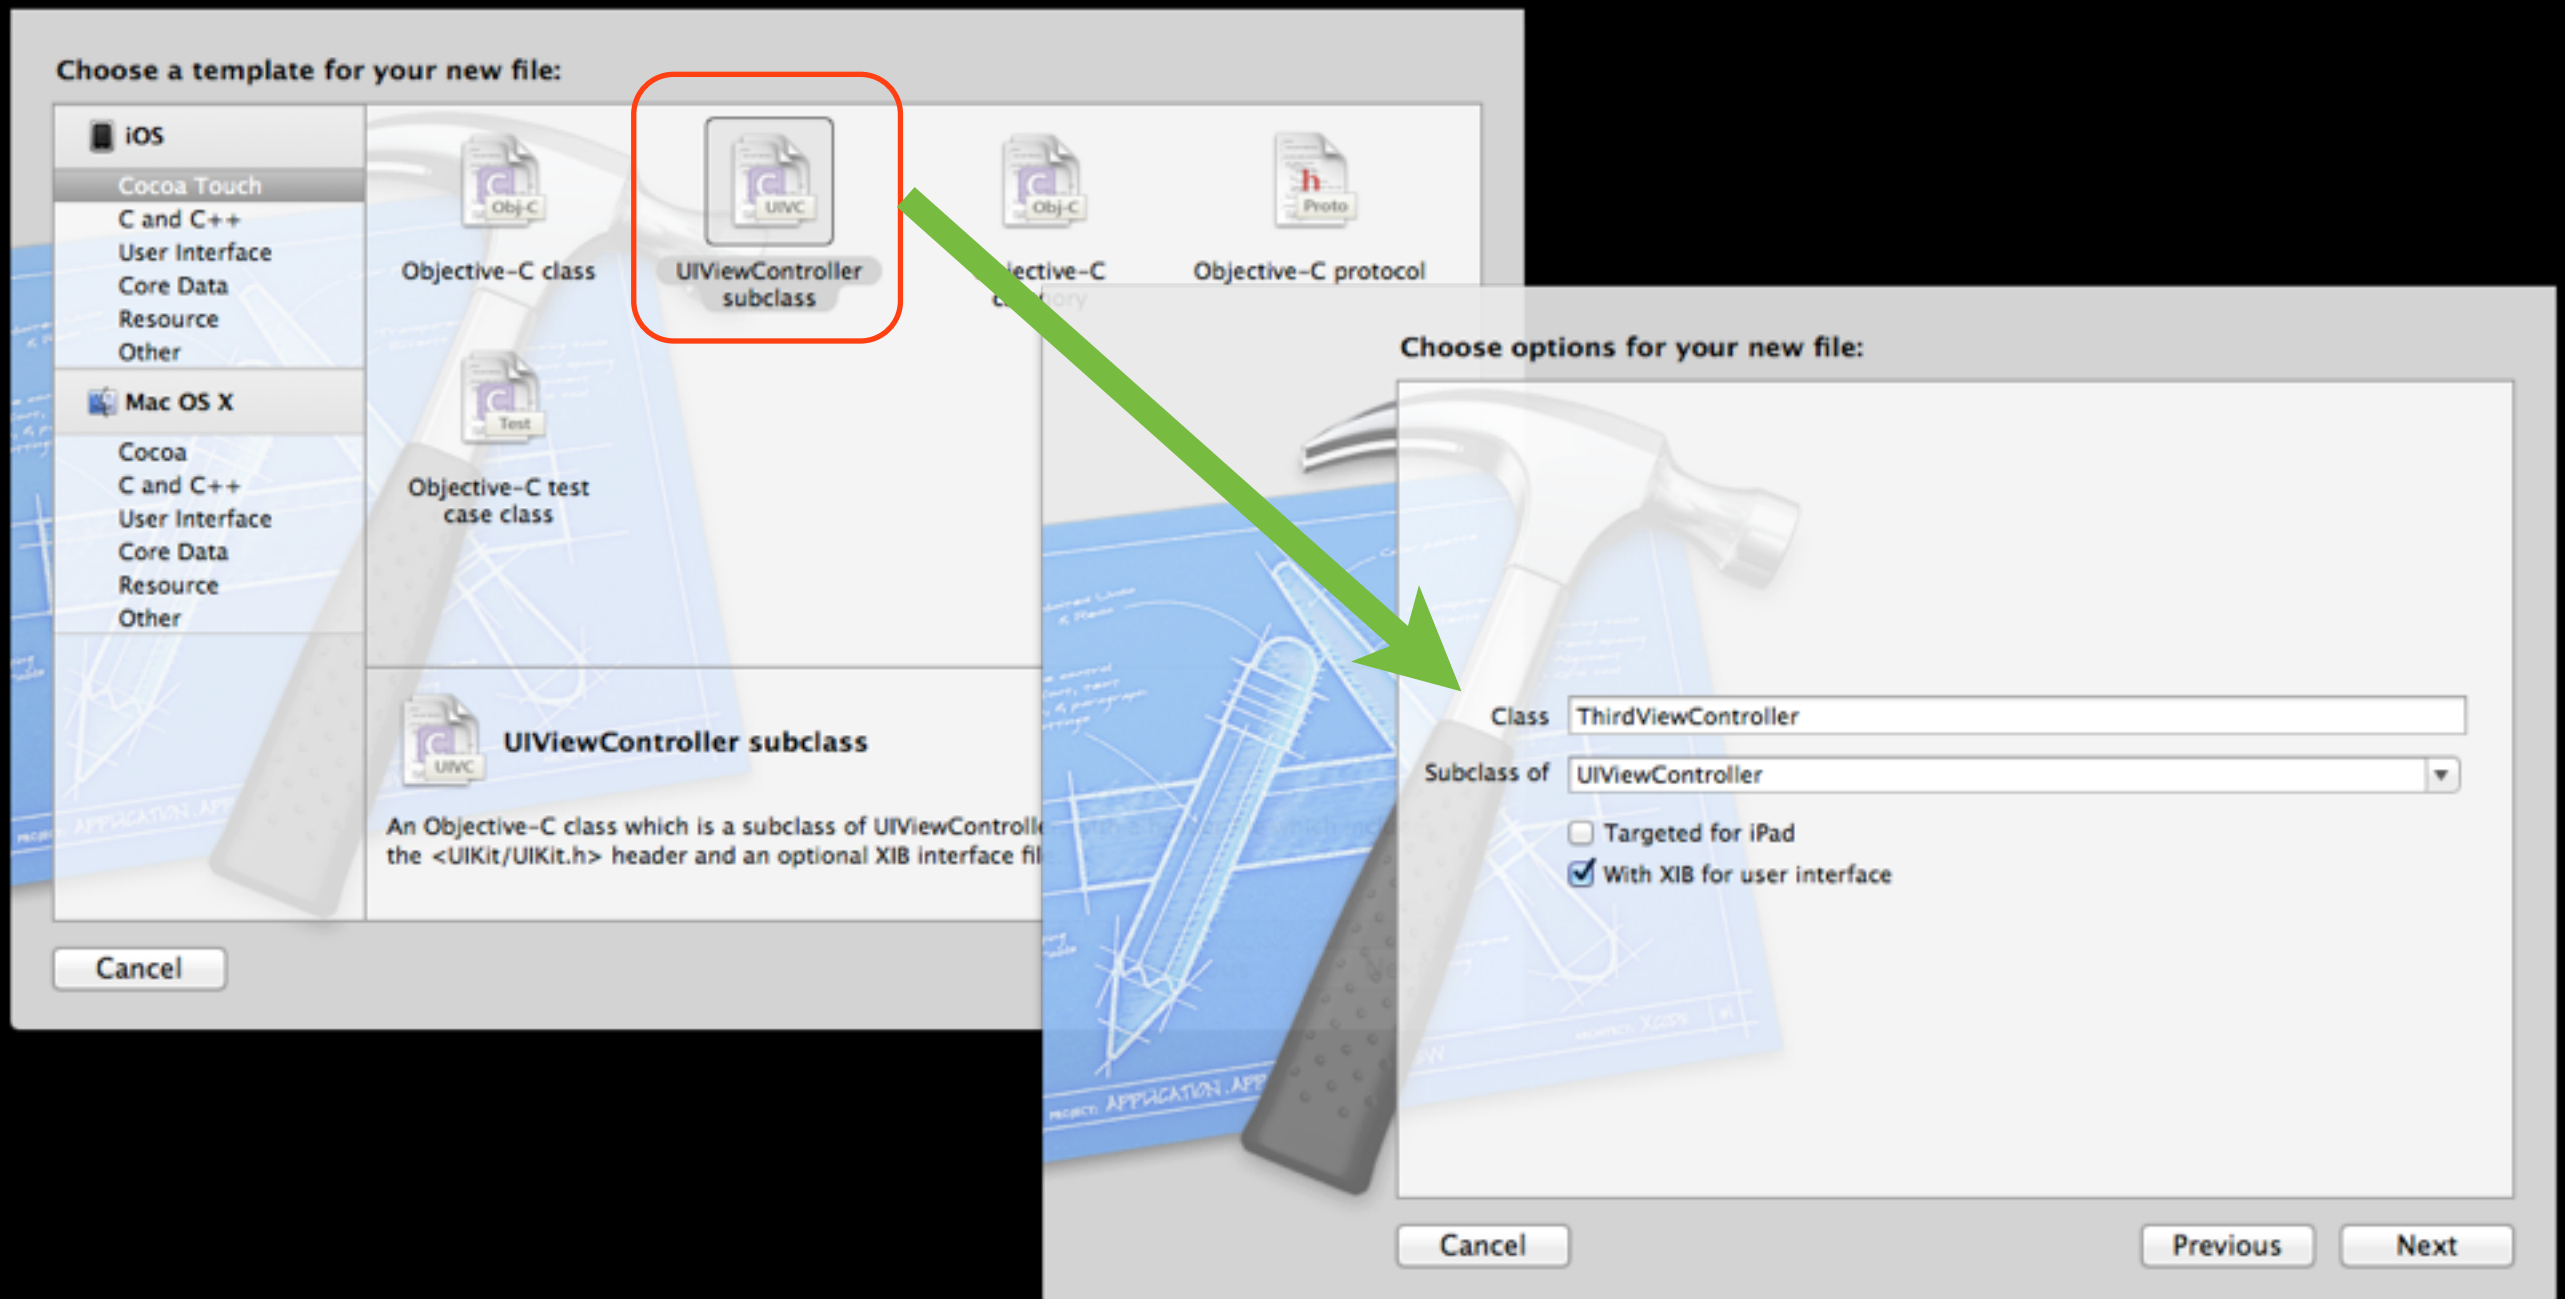 Choose a template for your new file:
iOS
Cocoa Touch
C and C++
User Interface
Core Data
Resource
Other
Mac OS X
Cocoa
C and C++
User Interface
Core Data
Resource
Other
Obj-C
Objective-C class
UIVC
UIViewController
subclass
Obj-C
Proto
Objective-C protocol
Test
Objective-C test
case class
UIVC
UIViewController subclass
An Objective-C class which is a subclass of UIViewControlle
the <UIKit/UIKit.h> header and an optional XIB interface fil
Cancel
Choose options for your new file:
Class ThirdViewController
Subclass of UIViewController
Targeted for iPad
With XIB for user interface
PROJECT: APPLICATION.APP
Cancel
Previous
Next